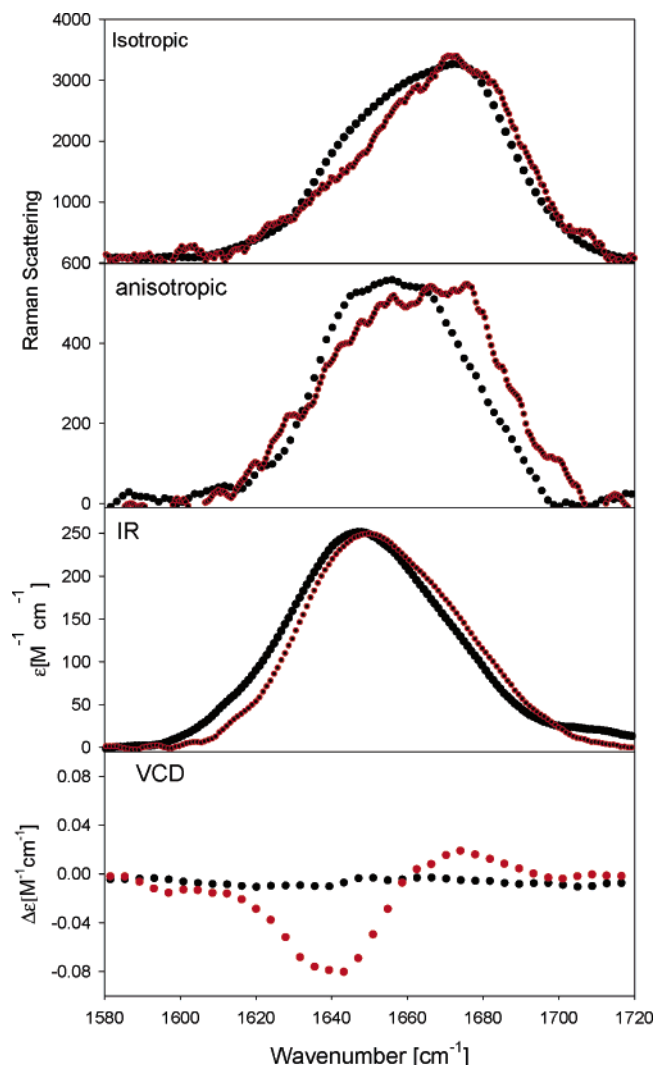 4000
Isotropic
3000
2000
1000
600
Raman Scattering
anisotropic
400
200
0
IR
250
200
150
100
50
0
ε[M⁻¹ cm⁻¹]
VCD
0.08
0.04
0.00
-0.04
-0.08
Δε[M⁻¹cm⁻¹]
1580 1600 1620 1640 1660 1680 1700 1720
Wavenumber [cm⁻¹]